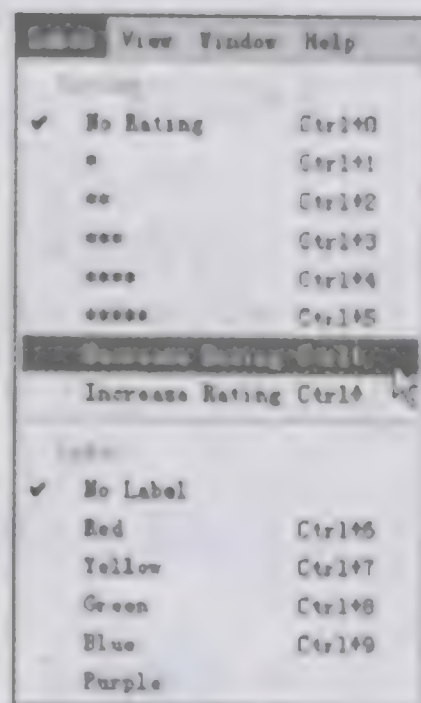 View Window Help
✔ No Rating Ctrl+0
* Ctrl+1
** Ctrl+2
*** Ctrl+3
**** Ctrl+4
***** Ctrl+5
Increase Rating Ctrl+
✔ No Label
Red Ctrl+6
Yellow Ctrl+7
Green Ctrl+8
Blue Ctrl+9
Purple